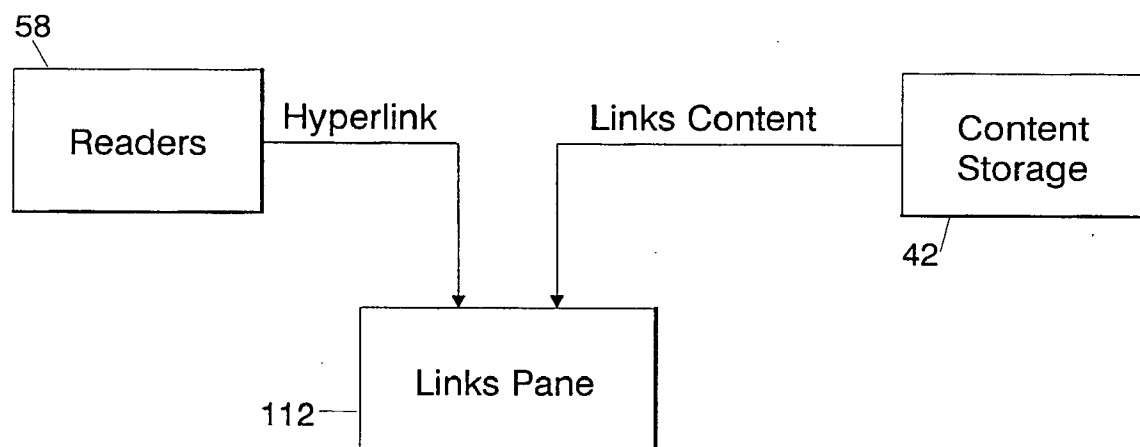 58
Readers
Hyperlink
Links Content
Content
Storage
42
Links Pane
112